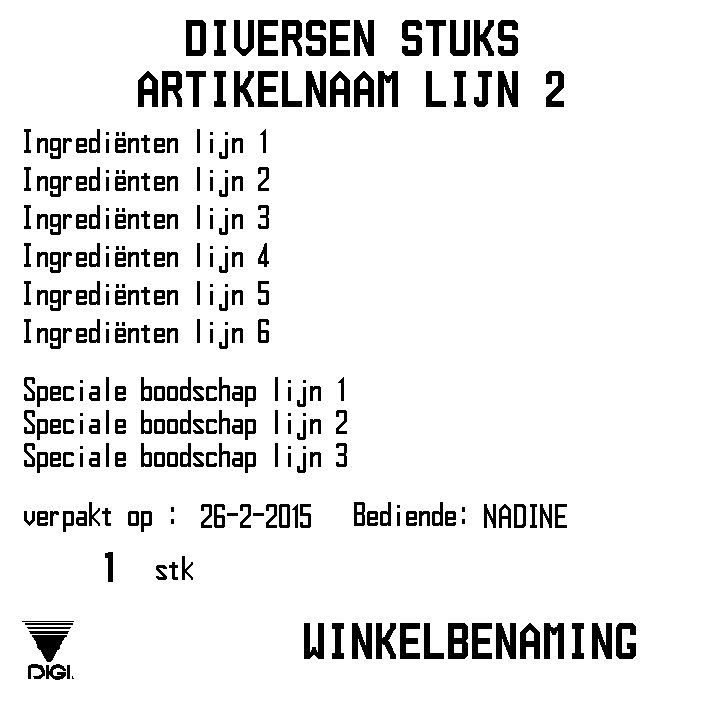 DIVERSEN STUKS
ARTIKELNAAM LIJN 2
Ingrediënten lijn 1
Ingrediënten lijn 2
Ingrediënten lijn 3
Ingrediënten lijn 4
Ingrediënten lijn 5
Ingrediënten lijn 6
Speciale boodschap lijn 1
Speciale boodschap lijn 2
Speciale boodschap lijn 3
verpakt op : 26-2-2015 Bediende: NADINE
1 stk
WINKELBENAMING
DIGI